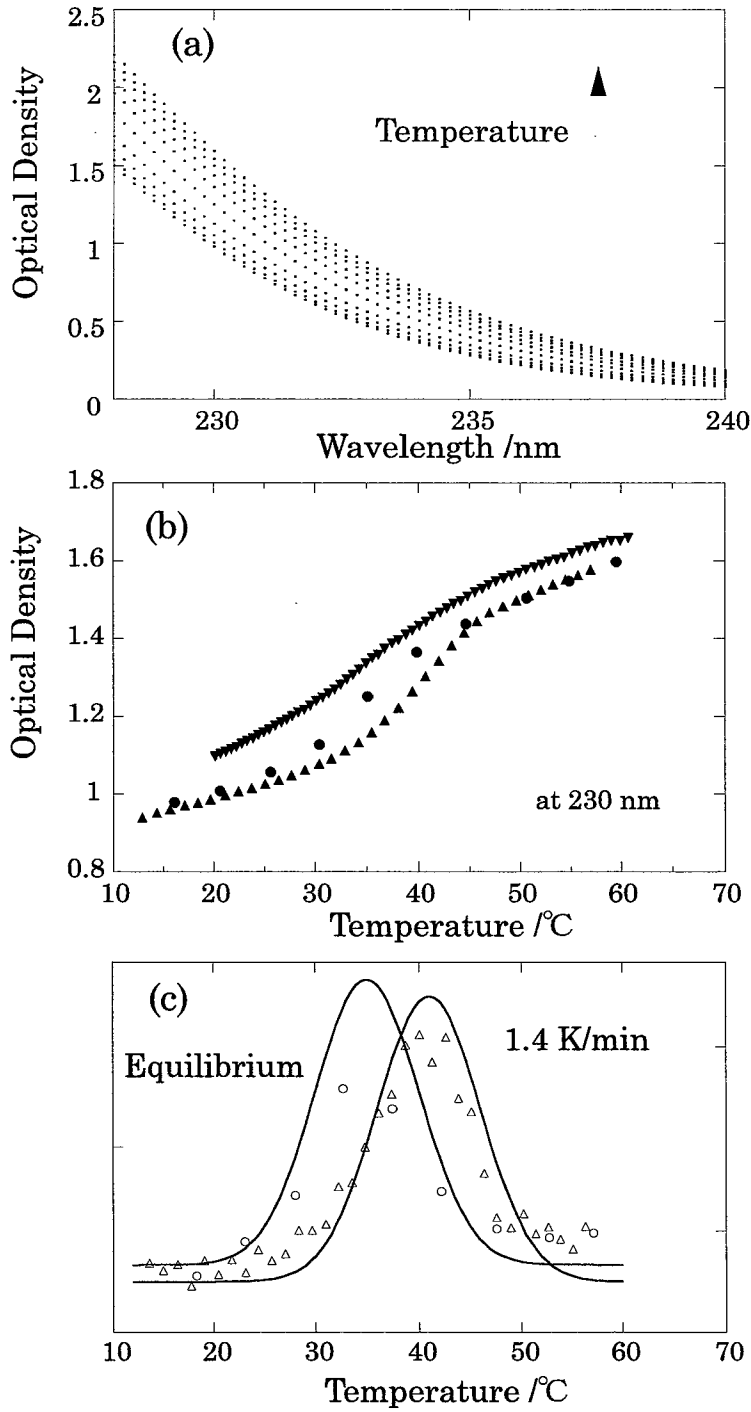 (a)
2.5
2
1.5
1
0.5
0
Optical Density
Temperature
230
235
240
Wavelength /nm
(b)
1.8
1.6
1.4
1.2
1
0.8
Optical Density
at 230 nm
10
20
30
40
50
60
70
Temperature /℃
(c)
Equilibrium
1.4 K/min
10
20
30
40
50
60
70
Temperature /℃